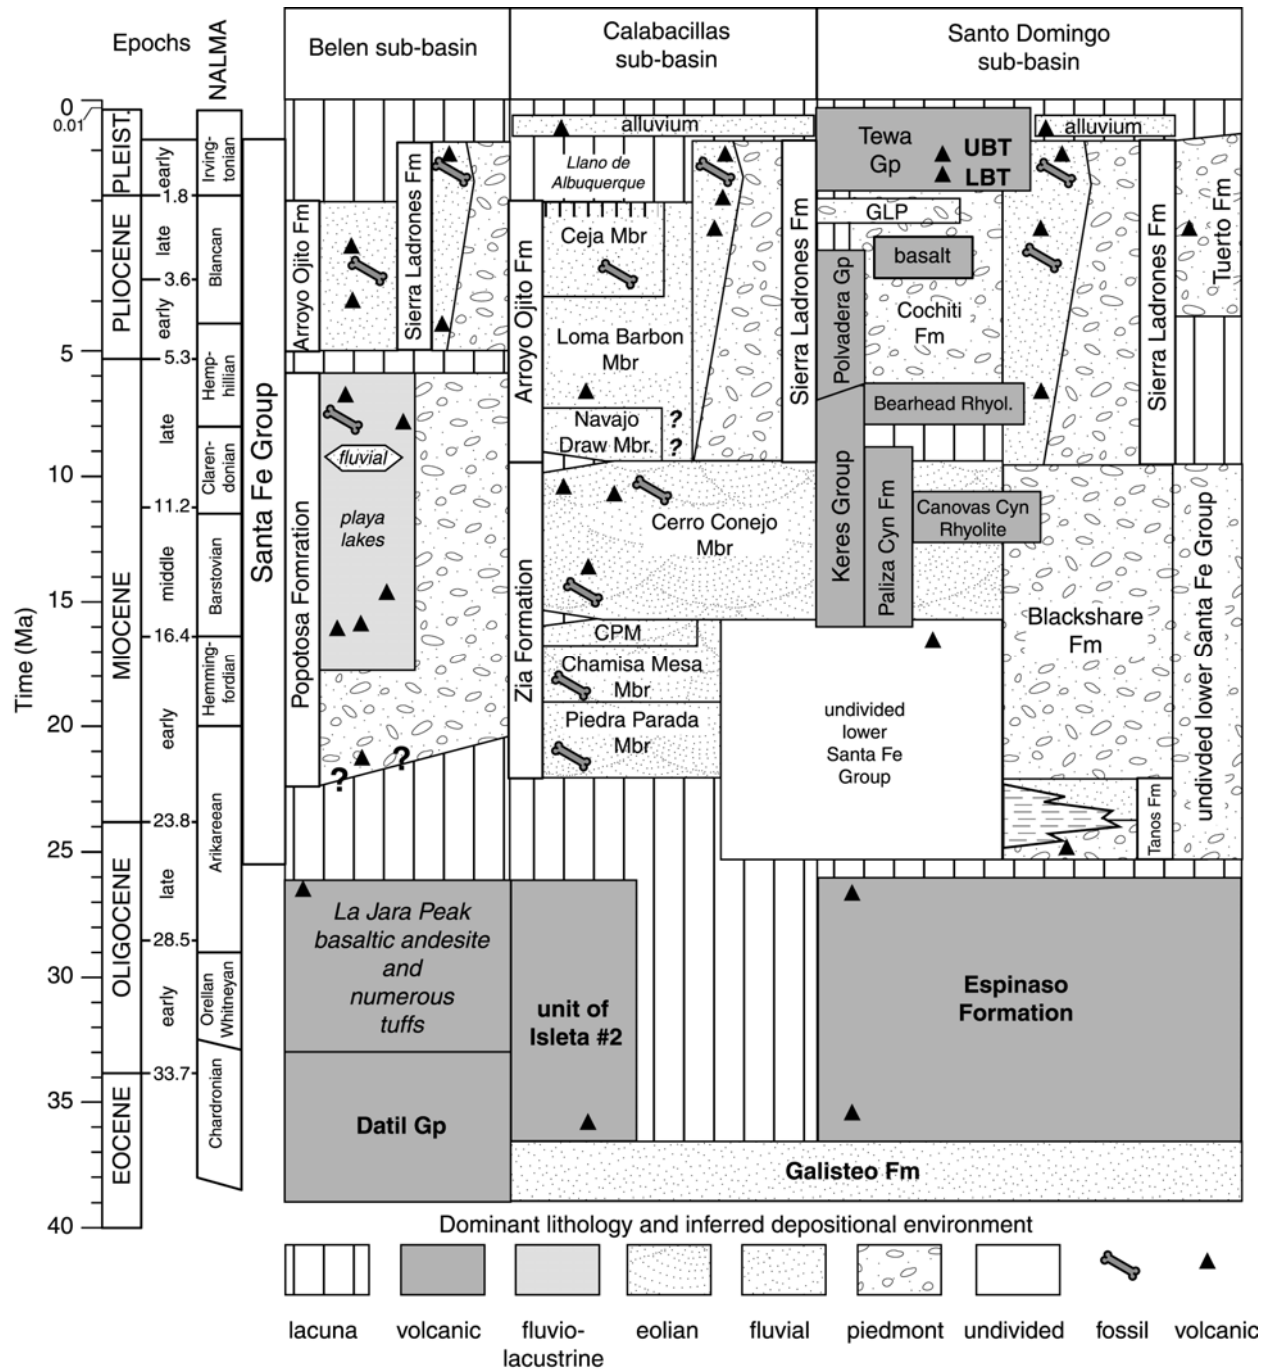 Epochs
NALMA
Belen sub-basin
Calabacillas
sub-basin
Santo Domingo
sub-basin
Time (Ma)
0
0.01
5
10
15
20
25
30
35
40
PLEIST.
PLIOCENE
MIOCENE
OLIGOCENE
EOCENE
early
1.8
late
3.6
early
5.3
late
11.2
middle
16.4
early
23.8
late
28.5
early
33.7
Irving-
tonian
Blancan
Hemp-
hillian
Claren-
donian
Barstovian
Hemming-
fordian
Arikareean
Orellan
Whitneyan
Chardronian
Santa Fe Group
Arroyo Ojito Fm
Sierra Ladrones Fm
Popotosa Fomration
fluvial
playa
lakes
?
?
La Jara Peak
basaltic andesite
and
numerous
tuffs
Datil Gp
alluvium
Llano de
Albuquerque
Arroyo Ojito Fm
Ceja Mbr
Loma Barbon
Mbr
Navajo
Draw Mbr.
?
?
Sierra Ladrones Fm
Zia Formation
Cerro Conejo
Mbr
CPM
Chamisa Mesa
Mbr
Piedra Parada
Mbr
unit of
Isleta #2
Galisteo Fm
Tewa
Gp
UBT
LBT
alluvium
GLP
basalt
Polvadera Gp
Cochiti
Fm
Bearhead Rhyol.
Keres Group
Paliza Cyn Fm
Canovas Cyn
Rhyolite
Sierra Ladrones Fm
Tuerto Fm
Blackshare
Fm
undivded lower Santa Fe Group
undivided
lower
Santa Fe
Group
Tanos Fm
Espinaso
Formation
Dominant lithology and inferred depositional environment
lacuna
volcanic
fluvio-
lacustrine
eolian
fluvial
piedmont
undivided
fossil
volcanic